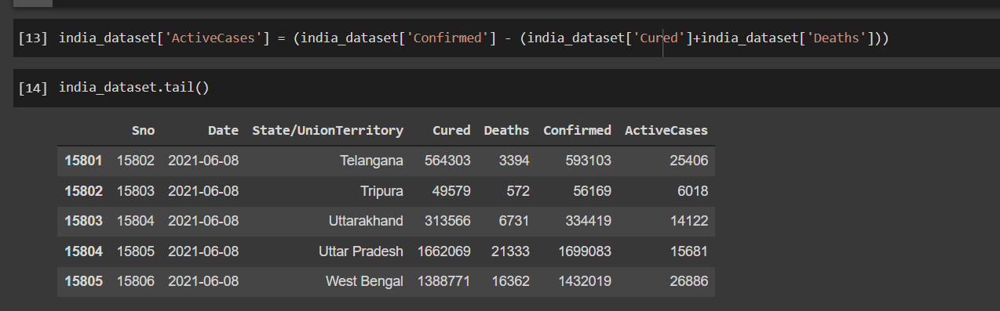 [13] india_dataset['ActiveCases'] = (india_dataset['Confirmed'] - (india_dataset['Cured']+india_dataset['Deaths']))
[14] india_dataset.tail()
Sno Date State/UnionTerritory Cured Deaths Confirmed ActiveCases
15801 15802 2021-06-08 Telangana 564303 3394 593103 25406
15802 15803 2021-06-08 Tripura 49579 572 56169 6018
15803 15804 2021-06-08 Uttarakhand 313566 6731 334419 14122
15804 15805 2021-06-08 Uttar Pradesh 1662069 21333 1699083 15681
15805 15806 2021-06-08 West Bengal 1388771 16362 1432019 26886